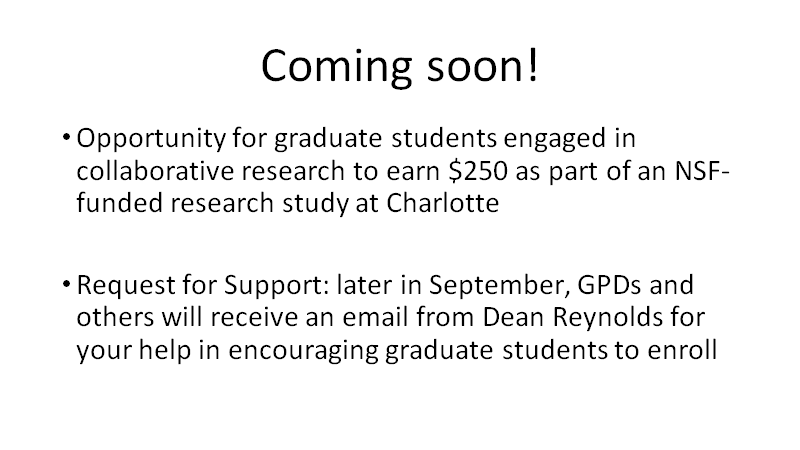 Coming soon!
• Opportunity for graduate students engaged in
collaborative research to earn $250 as part of an NSF-
funded research study at Charlotte
• Request for Support: later in September, GPDs and
others will receive an email from Dean Reynolds for
your help in encouraging graduate students to enroll